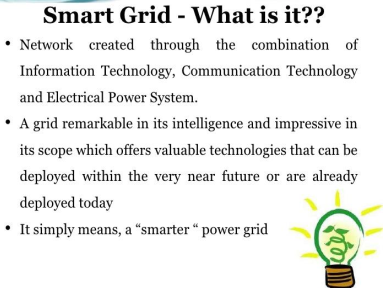 Smart Grid - What is it??
• Network created through the combination of
Information Technology, Communication Technology
and Electrical Power System.
• A grid remarkable in its intelligence and impressive in
its scope which offers valuable technologies that can be
deployed within the very near future or are already
deployed today
• It simply means, a “smarter “ power grid